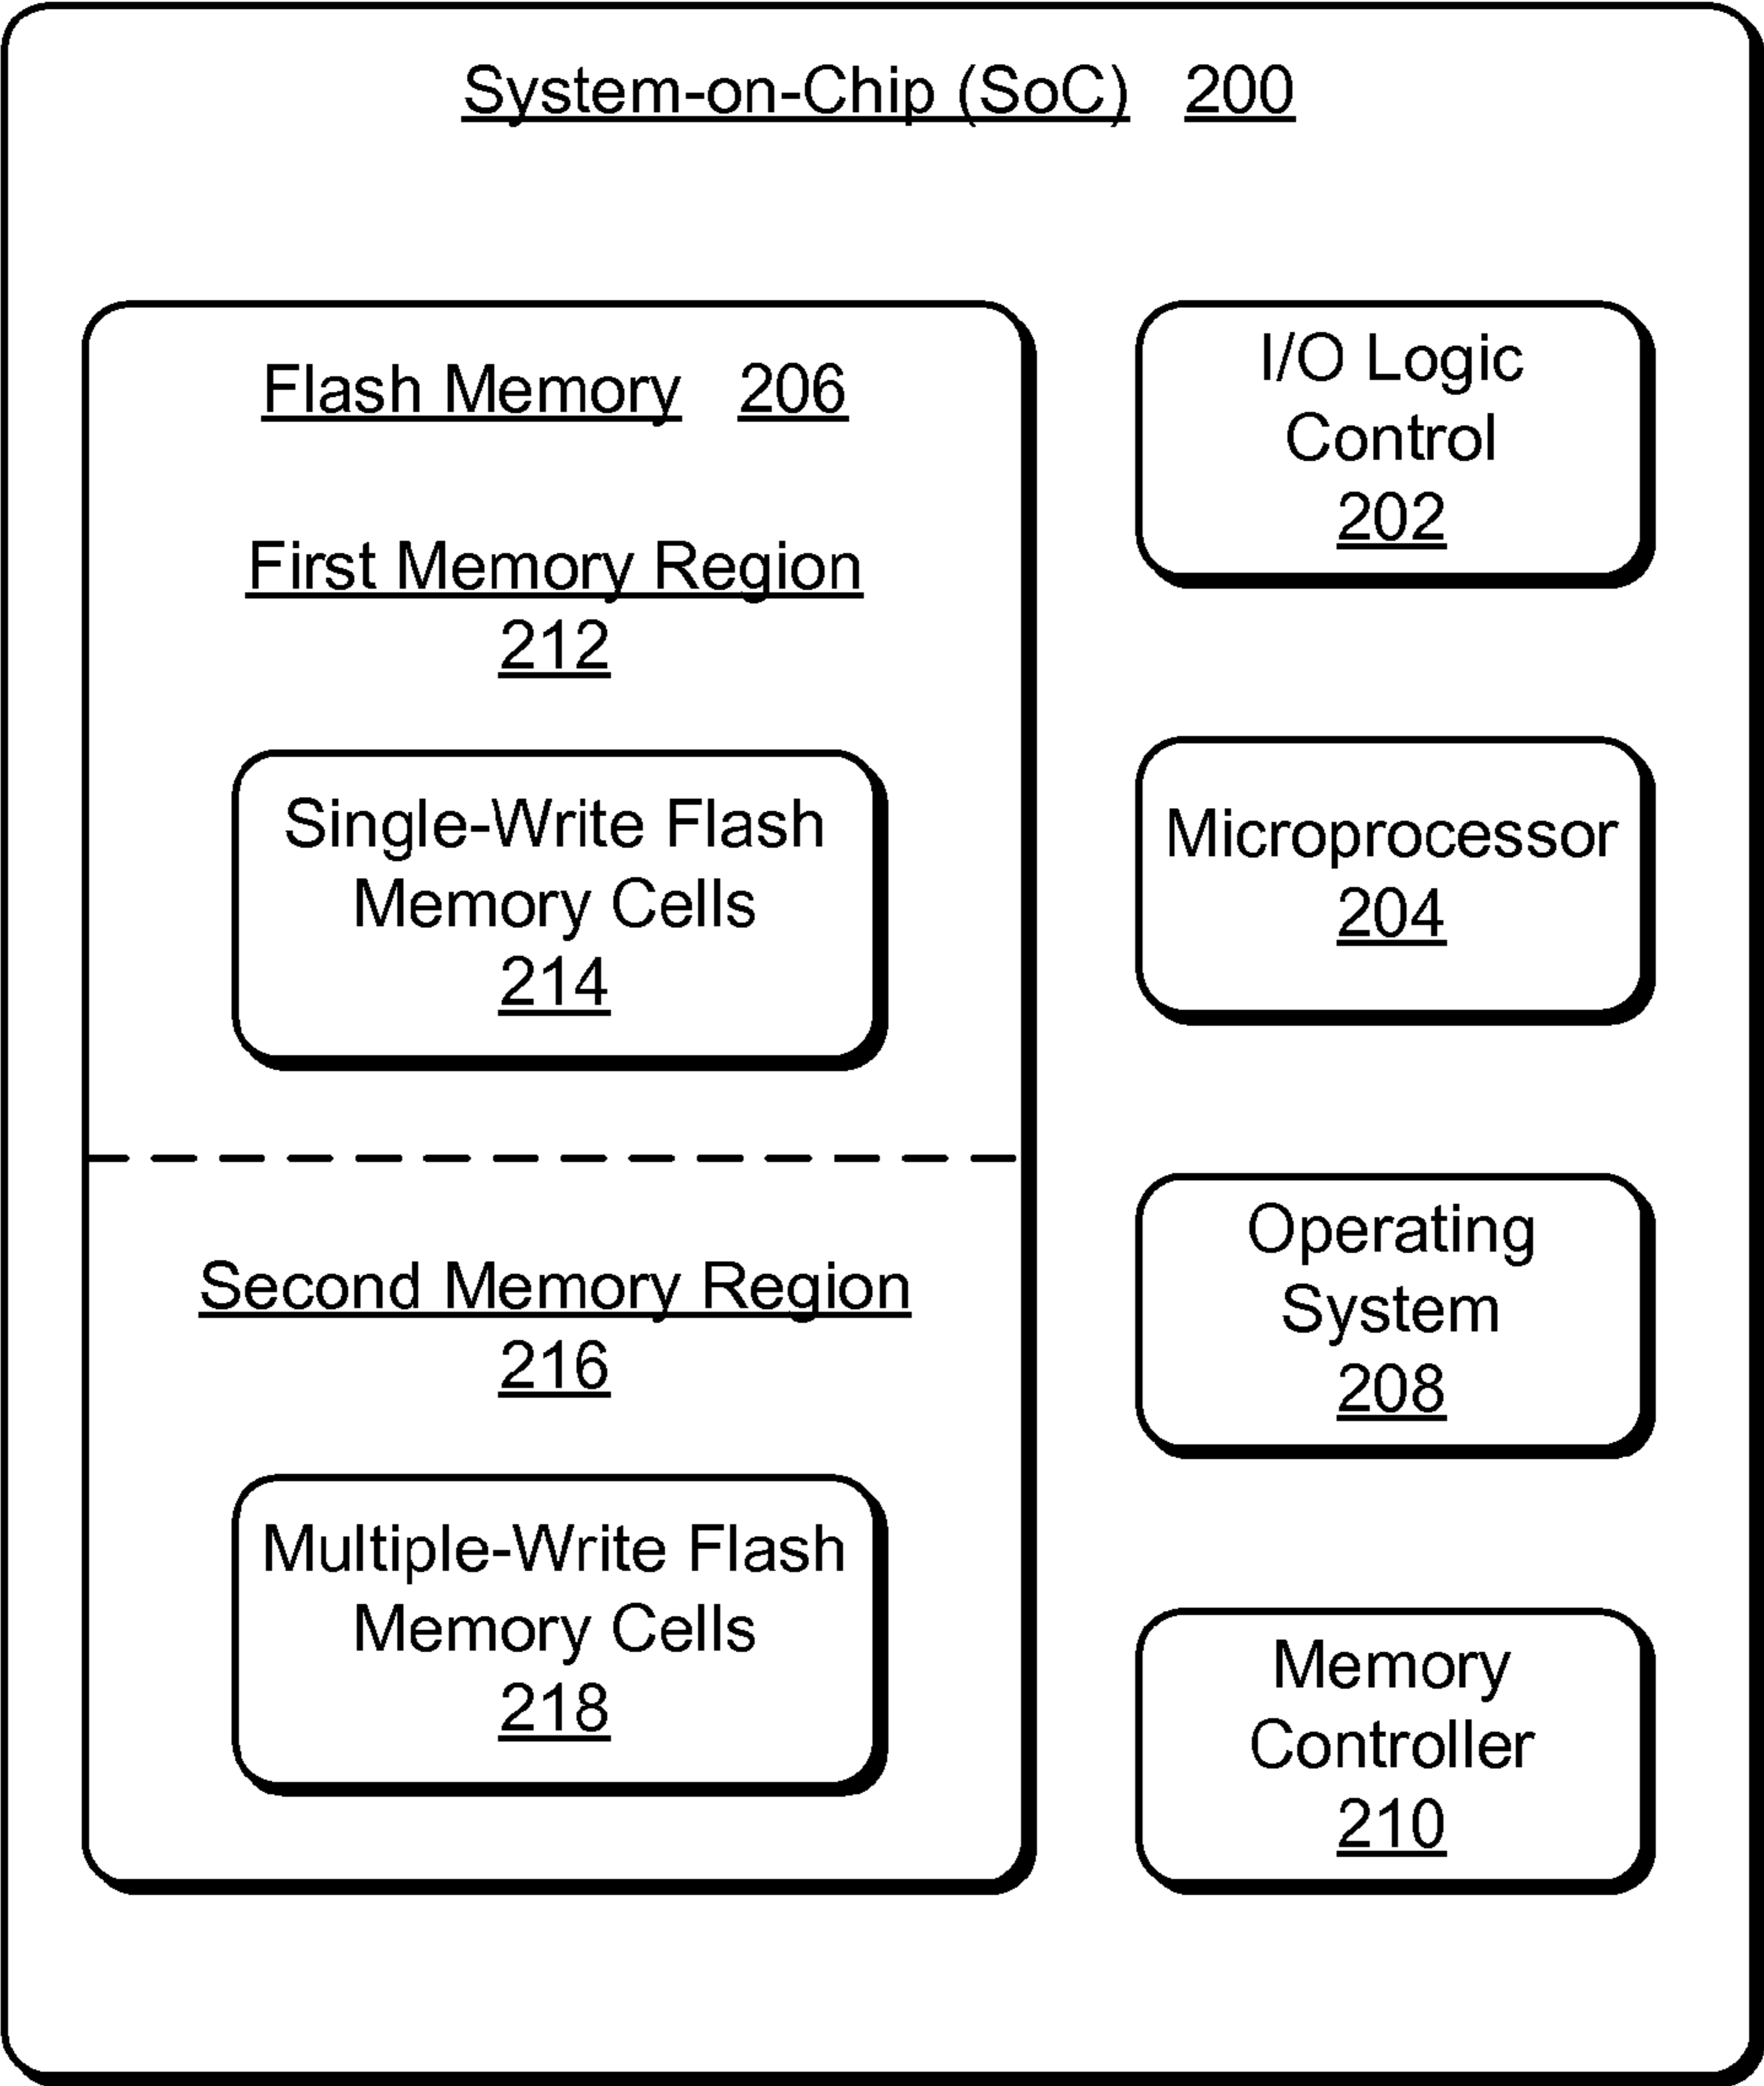 System-on-Chip (SoC) 200
Flash Memory 206
First Memory Region
212
Single-Write Flash
Memory Cells
214
Second Memory Region
216
Multiple-Write Flash
Memory Cells
218
I/O Logic
Control
202
Microprocessor
204
Operating
System
208
Memory
Controller
210